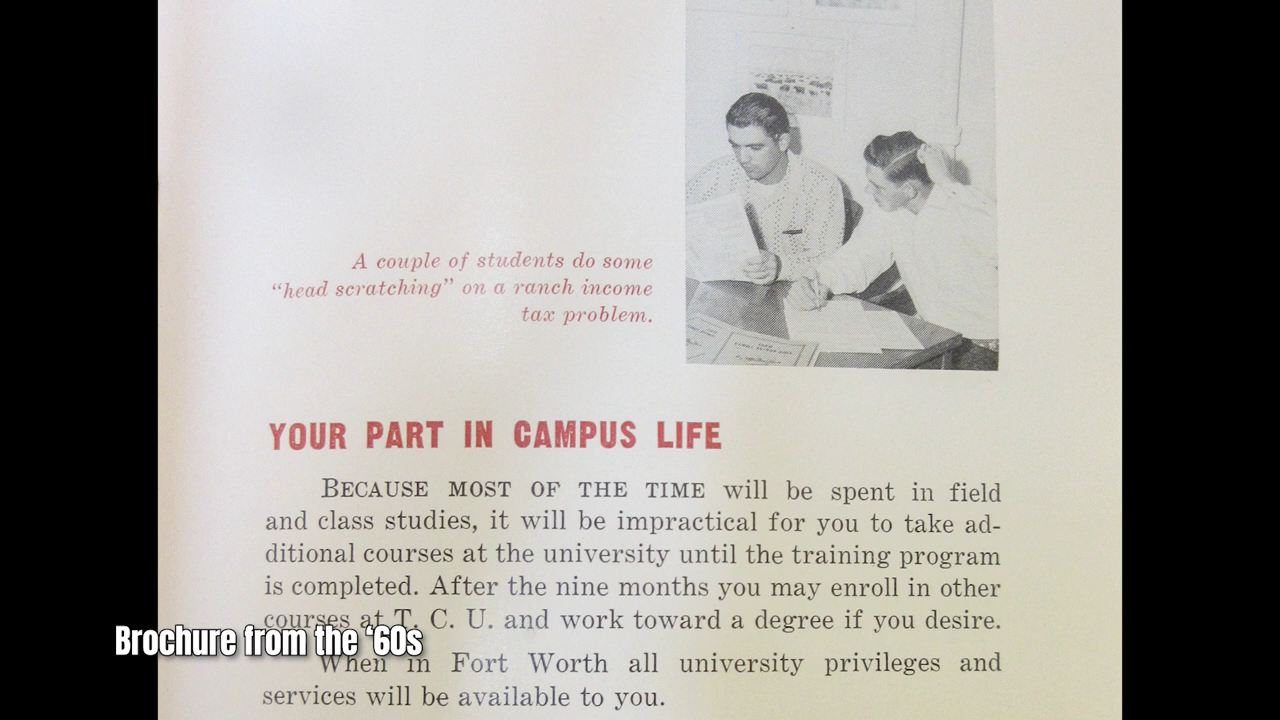 A couple of students do some
“head scratching” on a ranch income
tax problem.
YOUR PART IN CAMPUS LIFE
BECAUSE MOST OF THE TIME will be spent in field
and class studies, it will be impractical for you to take ad-
ditional courses at the university until the training program
is completed. After the nine months you may enroll in other
courses at T. C. U. and work toward a degree if you desire.
When in Fort Worth all university privileges and
services will be available to you.
Brochure from the ‘60s